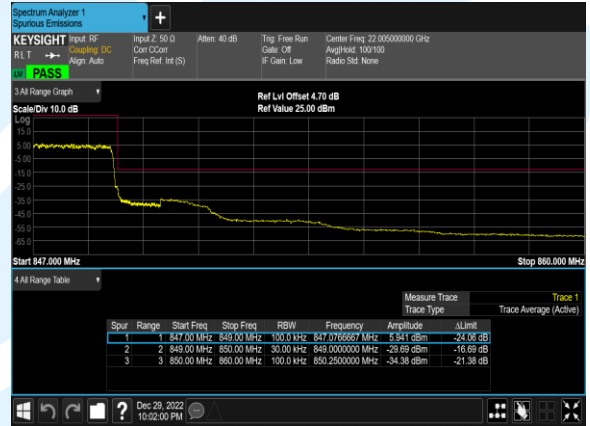 Spectrum Analyzer 1
Spurious Emissions
KEYSIGHT Input: RF Input Z: 50 Ω Atten: 40 dB Trig: Free Run Center Freq: 22.005000000 GHz
RLT Coupling: DC Corr CCorr Gate: Off Avg|Hold: 100/100
Align: Auto Freq Ref: Int (S) IF Gain: Low Radio Std: None
PASS
3 All Range Graph
Ref Lvl Offset 4.70 dB
Scale/Div 10.0 dB Ref Value 25.00 dBm
Log
15.0
5.00
-5.00
-15.0
-25.0
-35.0
-45.0
-55.0
-65.0
Start 847.000 MHz Stop 860.000 MHz
4 All Range Table
Measure Trace Trace 1
Trace Type Trace Average (Active)
Spur Range Start Freq Stop Freq RBW Frequency Amplitude ΔLimit
1 1 847.00 MHz 849.00 MHz 100.0 kHz 847.0766667 MHz 5.941 dBm -24.06 dB
2 2 849.00 MHz 850.00 MHz 30.00 kHz 849.0000000 MHz -29.69 dBm -16.69 dB
3 3 850.00 MHz 860.00 MHz 100.0 kHz 850.2500000 MHz -34.38 dBm -21.38 dB
? Dec 29, 2022
10:02:00 PM